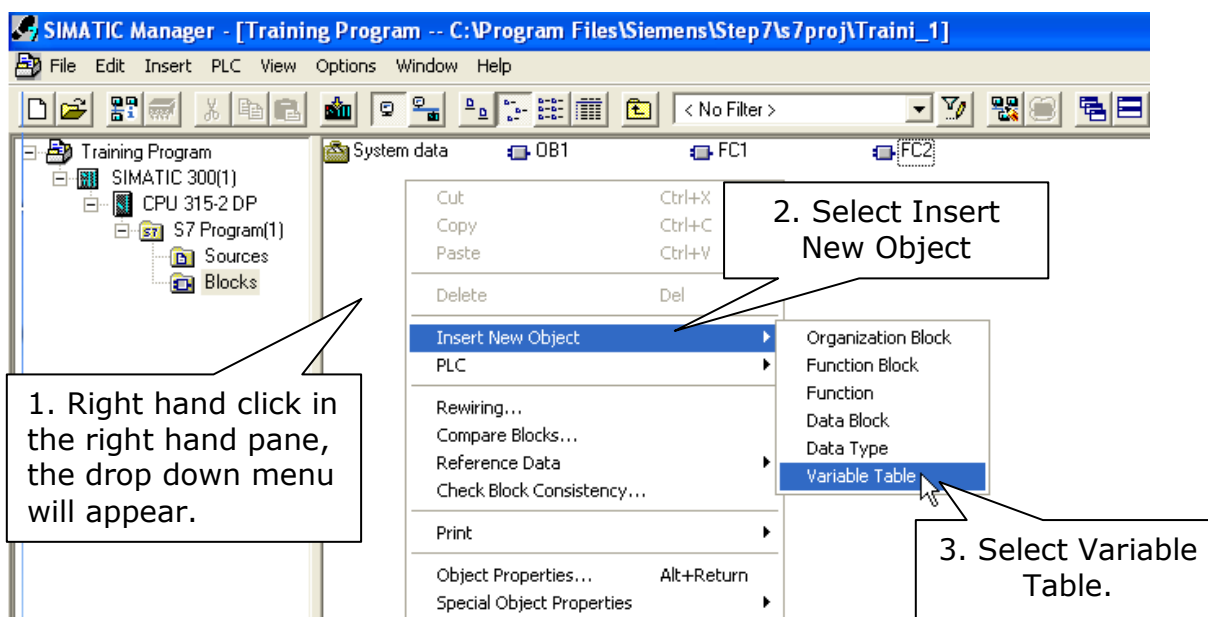 SIMATIC Manager - [Training Program -- C:\Program Files\Siemens\Step7\s7proj\Traini_1]
File Edit Insert PLC View Options Window Help
< No Filter >
Training Program
SIMATIC 300(1)
CPU 315-2 DP
S7 Program(1)
Sources
Blocks
System data OB1 FC1 FC2
Cut Ctrl+X
Copy Ctrl+C
Paste Ctrl+V
Delete Del
Insert New Object
PLC
Rewiring...
Compare Blocks...
Reference Data
Check Block Consistency...
Print
Object Properties... Alt+Return
Special Object Properties
Organization Block
Function Block
Function
Data Block
Data Type
Variable Table
1. Right hand click in
the right hand pane,
the drop down menu
will appear.
2. Select Insert
New Object
3. Select Variable
Table.